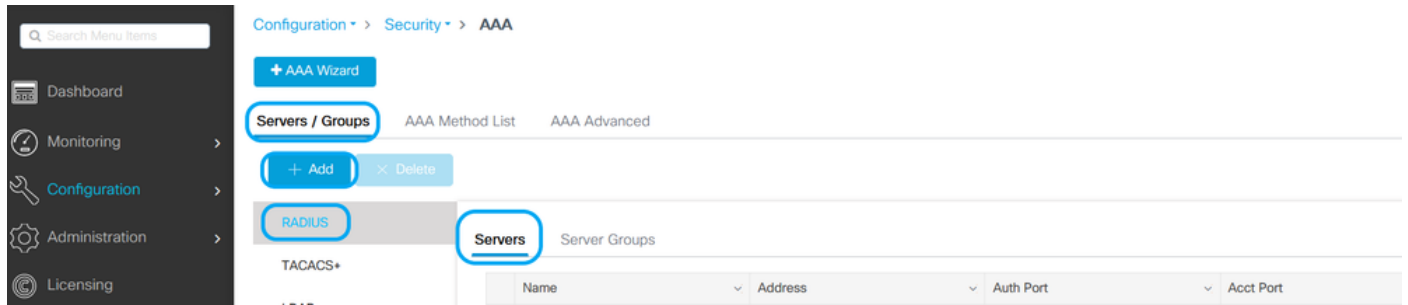 Search Menu Items
Dashboard
Monitoring
Configuration
Administration
Licensing
Configuration > Security > AAA
+ AAA Wizard
Servers / Groups AAA Method List AAA Advanced
+ Add × Delete
RADIUS
TACACS+
Servers Server Groups
Name Address Auth Port Acct Port